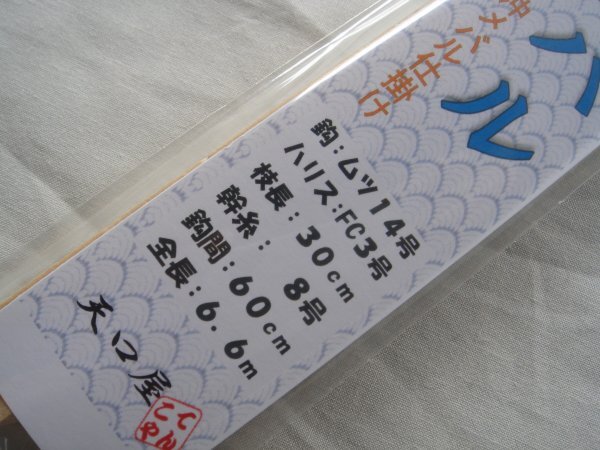 バル
沖メバル仕掛け
鈎：ムツ14号
ハリス：FC3号
枝長：30cm
幹糸：8号
鈎間：60cm
全長：6.6m
天口屋